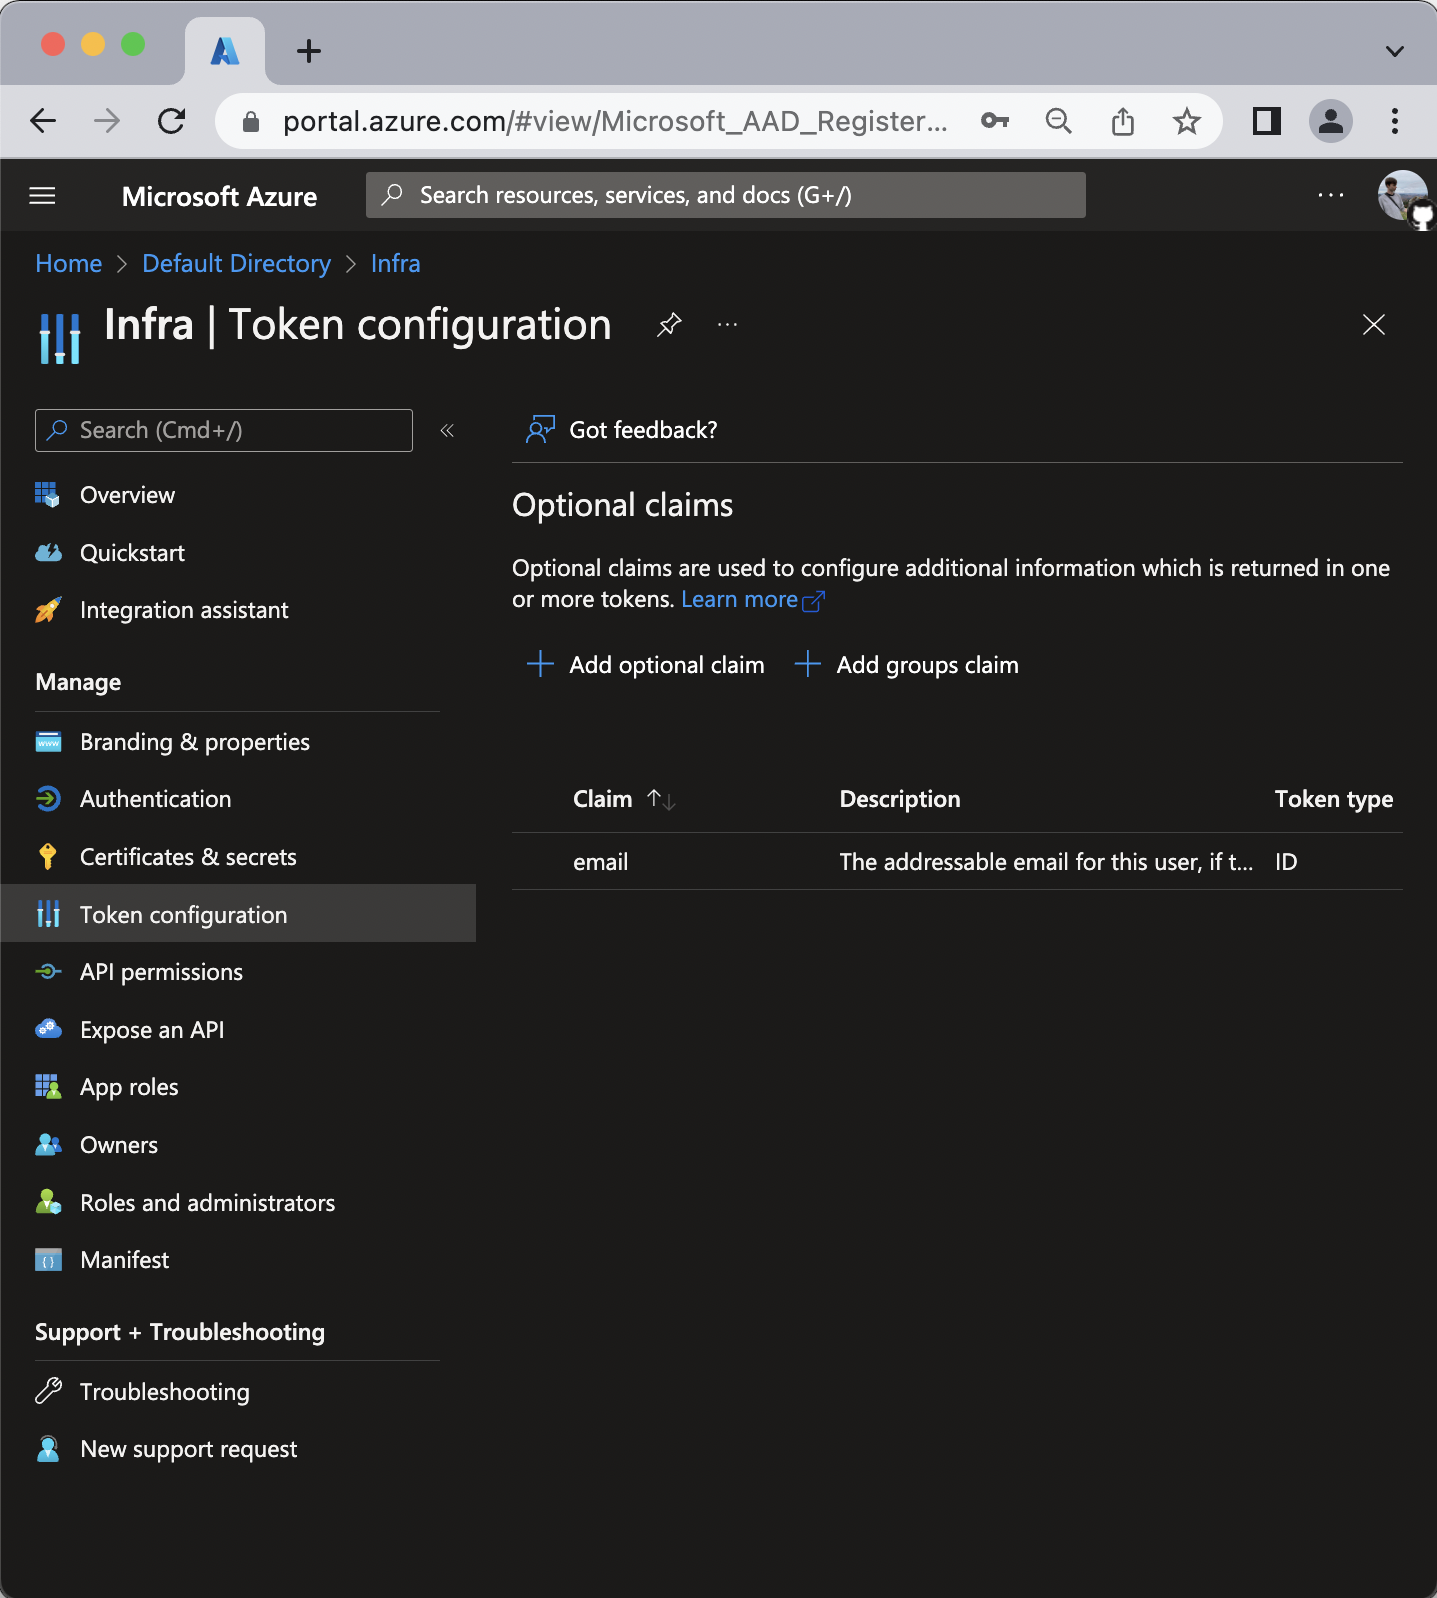 portal.azure.com/#view/Microsoft_AAD_Register...
Microsoft Azure
Search resources, services, and docs (G+/)
Home > Default Directory > Infra
Infra | Token configuration
Search (Cmd+/)
Got feedback?
Overview
Quickstart
Integration assistant
Manage
Branding & properties
Authentication
Certificates & secrets
Token configuration
API permissions
Expose an API
App roles
Owners
Roles and administrators
Manifest
Support + Troubleshooting
Troubleshooting
New support request
Optional claims
Optional claims are used to configure additional information which is returned in one
or more tokens. Learn more
Add optional claim Add groups claim
Claim Description Token type
email The addressable email for this user, if t... ID